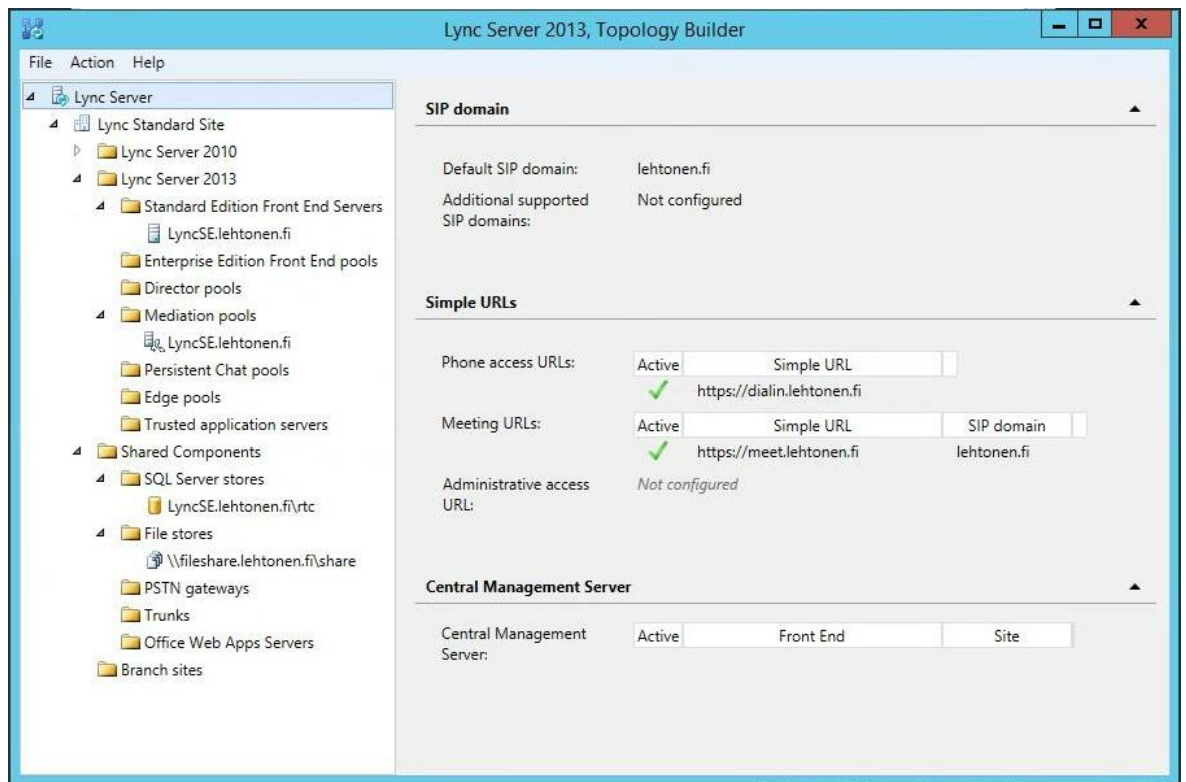 Lync Server 2013, Topology Builder
File Action Help
Lync Server
Lync Standard Site
Lync Server 2010
Lync Server 2013
Standard Edition Front End Servers
LyncSE.lehtonen.fi
Enterprise Edition Front End pools
Director pools
Mediation pools
LyncSE.lehtonen.fi
Persistent Chat pools
Edge pools
Trusted application servers
Shared Components
SQL Server stores
LyncSE.lehtonen.fi\rtc
File stores
\\fileshare.lehtonen.fi\share
PSTN gateways
Trunks
Office Web Apps Servers
Branch sites
SIP domain
Default SIP domain: lehtonen.fi
Additional supported Not configured
SIP domains:
Simple URLs
Phone access URLs: Active Simple URL
https://dialin.lehtonen.fi
Meeting URLs: Active Simple URL SIP domain
https://meet.lehtonen.fi lehtonen.fi
Administrative access Not configured
URL:
Central Management Server
Central Management Active Front End Site
Server: